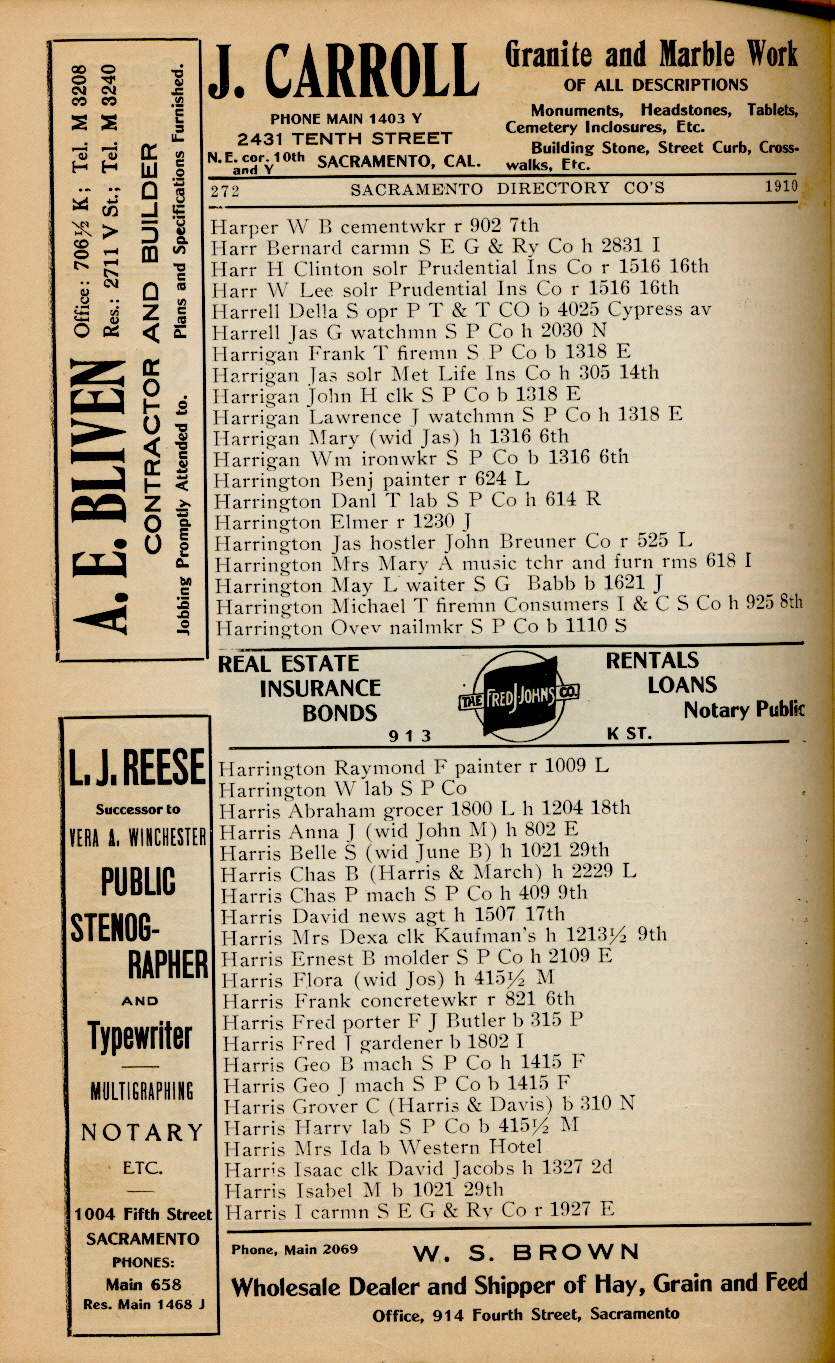 J. CARROLL
PHONE MAIN 1403 Y
2431 TENTH STREET
N.E. cor. 10th and Y SACRAMENTO, CAL.
Granite and Marble Work
OF ALL DESCRIPTIONS
Monuments, Headstones, Tablets,
Cemetery Inclosures, Etc.
Building Stone, Street Curb, Cross-
walks, Etc.
272 SACRAMENTO DIRECTORY CO'S 1910
A. E. BLIVEN
Office: 706½ K; Tel. M 3208
Res.: 2711 V St.; Tel. M 3240
CONTRACTOR AND BUILDER
Jobbing Promptly Attended to. Plans and Specifications Furnished.
Harper W B cementwkr r 902 7th
Harr Bernard carmn S E G & Ry Co h 2831 I
Harr H Clinton solr Prudential Ins Co r 1516 16th
Harr W Lee solr Prudential Ins Co r 1516 16th
Harrell Della S opr P T & T CO b 4025 Cypress av
Harrell Jas G watchmn S P Co h 2030 N
Harrigan Frank T firemn S P Co b 1318 E
Harrigan Jas solr Met Life Ins Co h 305 14th
Harrigan John H clk S P Co b 1318 E
Harrigan Lawrence J watchmn S P Co h 1318 E
Harrigan Mary (wid Jas) h 1316 6th
Harrigan Wm ironwkr S P Co b 1316 6th
Harrington Benj painter r 624 L
Harrington Danl T lab S P Co h 614 R
Harrington Elmer r 1230 J
Harrington Jas hostler John Breuner Co r 525 L
Harrington Mrs Mary A music tchr and furn rms 618 I
Harrington May L waiter S G Babb b 1621 J
Harrington Michael T firemn Consumers I & C S Co h 925 8th
Harrington Ovev nailmkr S P Co b 1110 S
REAL ESTATE
INSURANCE
BONDS
913
THE FRED J. JOHNS CO.
RENTALS
LOANS
Notary Public
K ST.
L. J. REESE
Successor to
VERA A. WINCHESTER
PUBLIC
STENOG-
RAPHER
AND
Typewriter
MULTIGRAPHING
NOTARY
ETC.
1004 Fifth Street
SACRAMENTO
PHONES:
Main 658
Res. Main 1468 J
Harrington Raymond F painter r 1009 L
Harrington W lab S P Co
Harris Abraham grocer 1800 L h 1204 18th
Harris Anna J (wid John M) h 802 E
Harris Belle S (wid June B) h 1021 29th
Harris Chas B (Harris & March) h 2229 L
Harris Chas P mach S P Co h 409 9th
Harris David news agt h 1507 17th
Harris Mrs Dexa clk Kaufman's h 1213½ 9th
Harris Ernest B molder S P Co h 2109 E
Harris Flora (wid Jos) h 415½ M
Harris Frank concretewkr r 821 6th
Harris Fred porter F J Butler b 315 P
Harris Fred T gardener b 1802 I
Harris Geo B mach S P Co h 1415 F
Harris Geo J mach S P Co b 1415 F
Harris Grover C (Harris & Davis) b 310 N
Harris Harry lab S P Co b 415½ M
Harris Mrs Ida b Western Hotel
Harris Isaac clk David Jacobs h 1327 2d
Harris Isabel M b 1021 29th
Harris I carmn S E G & Ry Co r 1927 E
Phone, Main 2069 W. S. BROWN
Wholesale Dealer and Shipper of Hay, Grain and Feed
Office, 914 Fourth Street, Sacramento